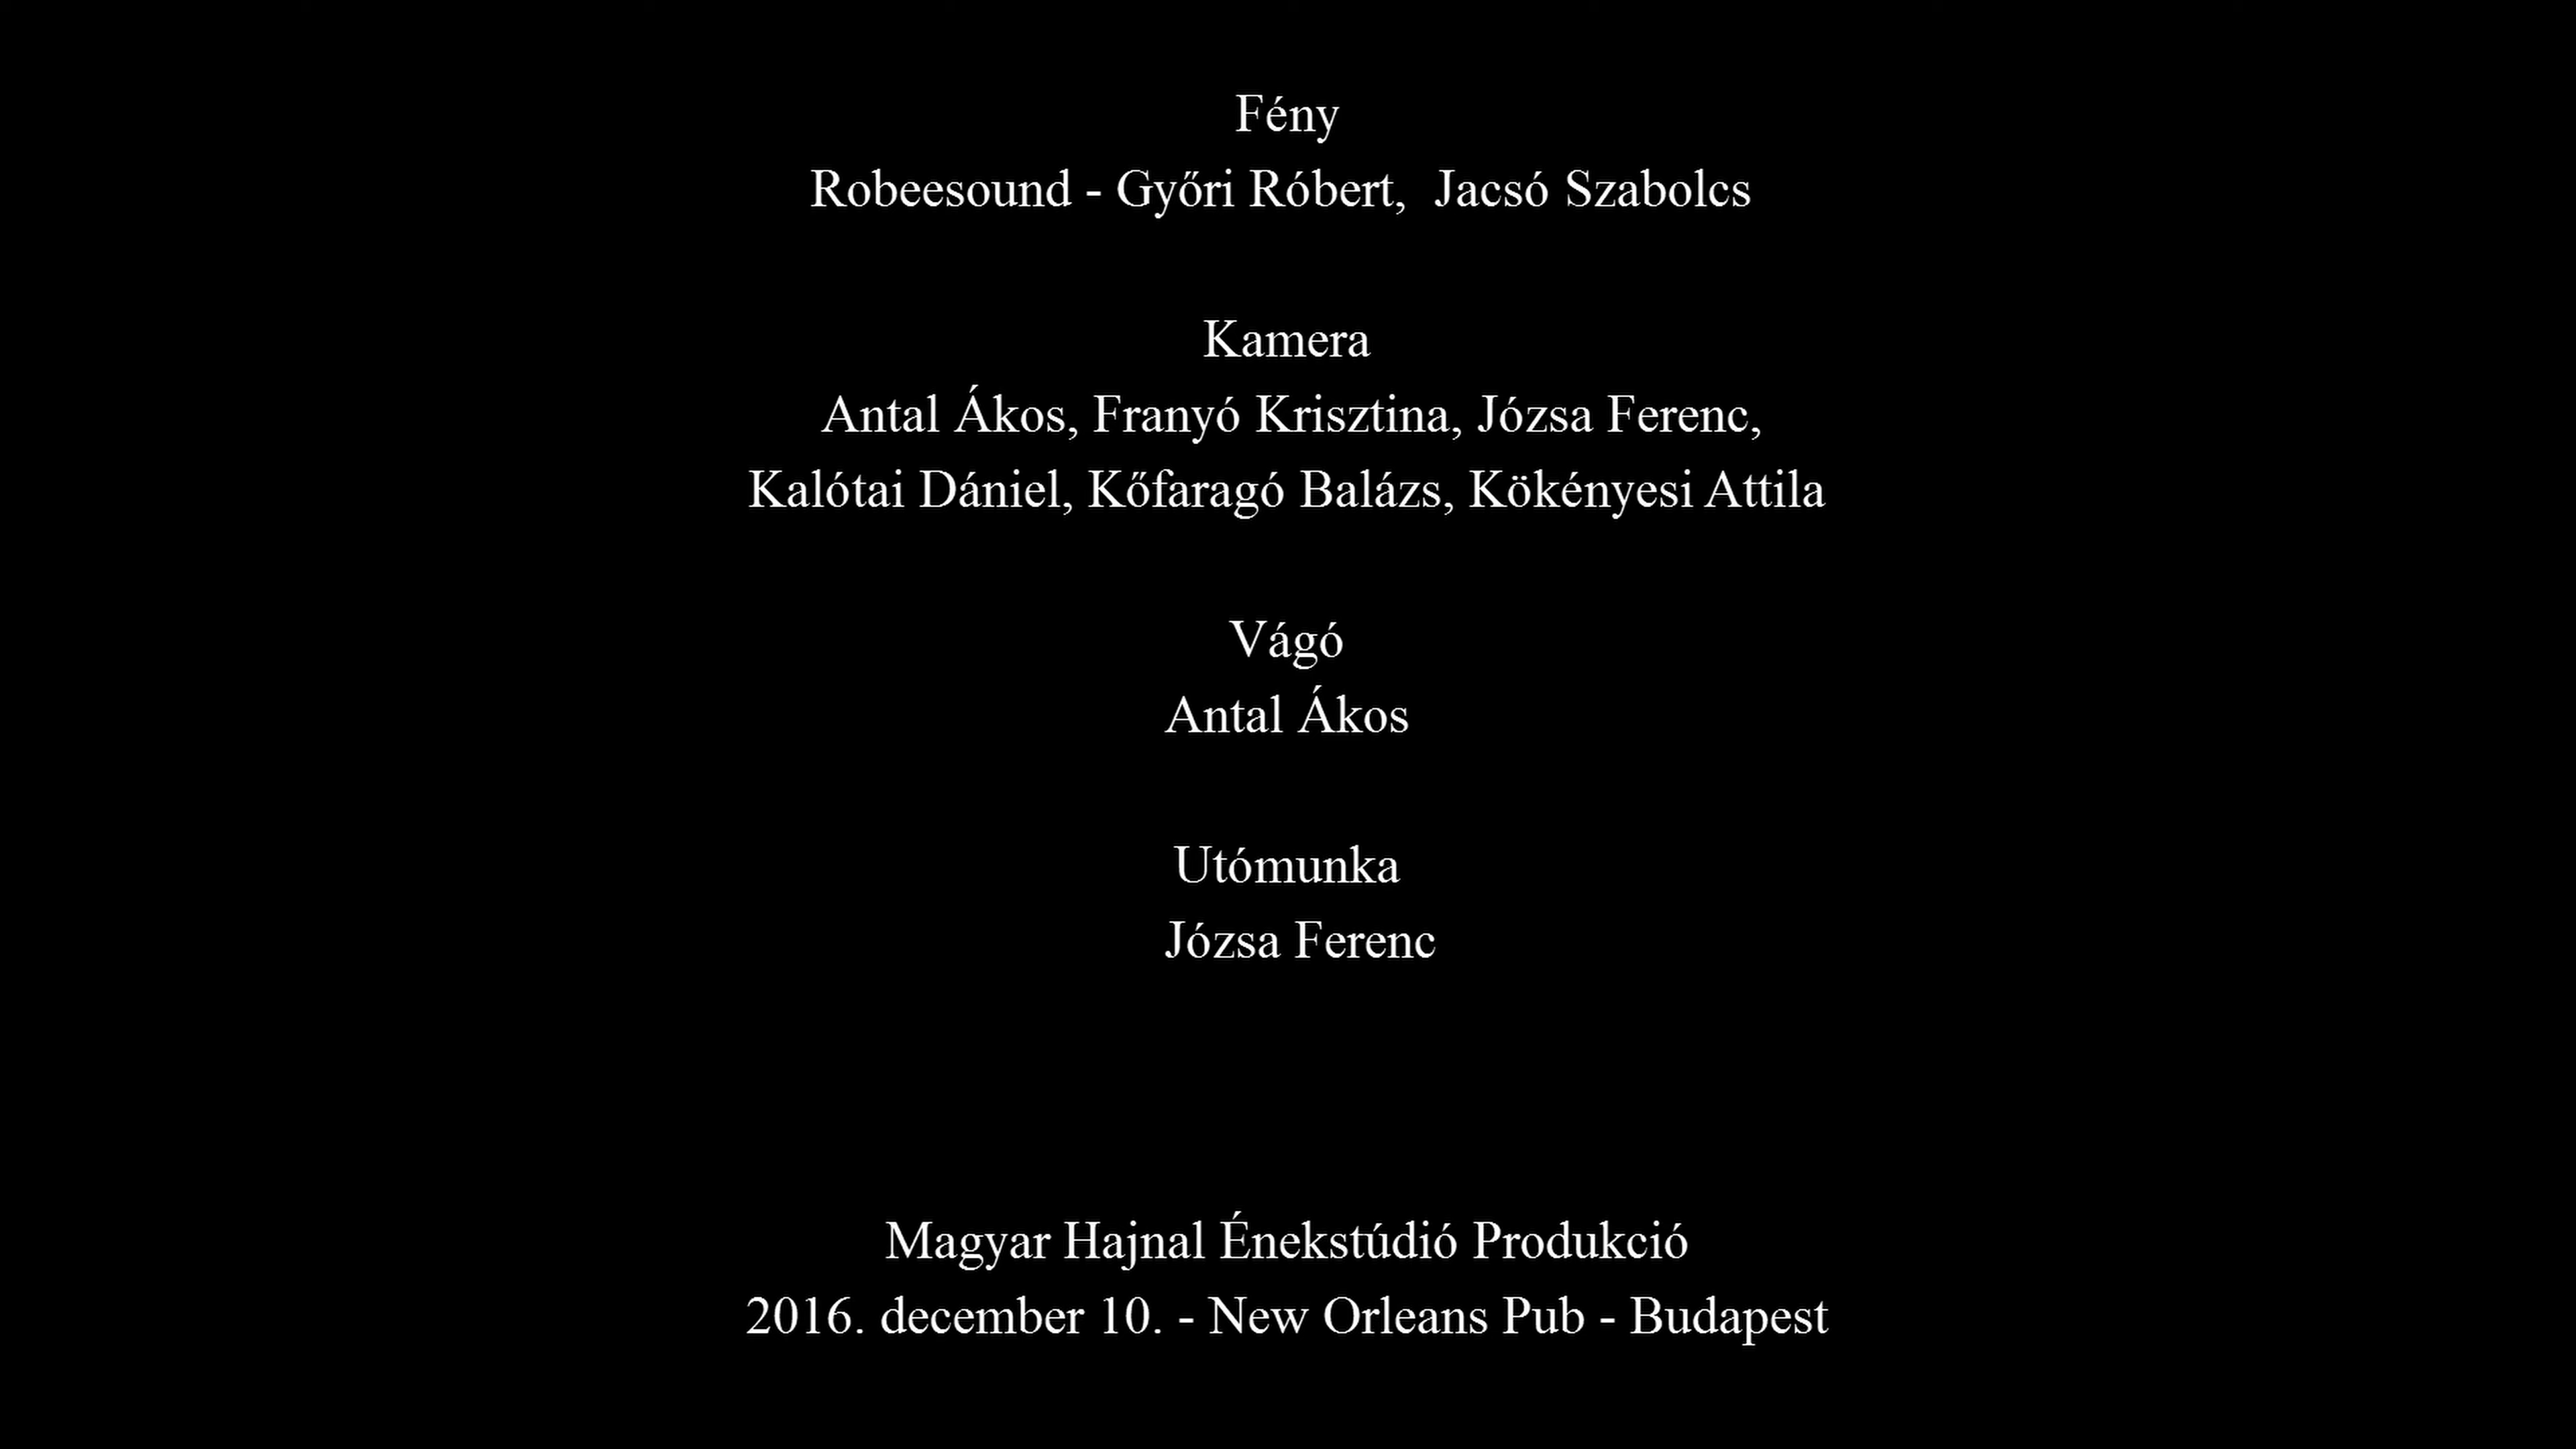 Fény
Robeesound - Győri Róbert,  Jacsó Szabolcs
Kamera
Antal Ákos, Franyó Krisztina, Józsa Ferenc,
Kalótai Dániel, Kőfaragó Balázs, Kökényesi Attila
Vágó
Antal Ákos
Utómunka
Józsa Ferenc
Magyar Hajnal Énekstúdió Produkció
2016. december 10. - New Orleans Pub - Budapest